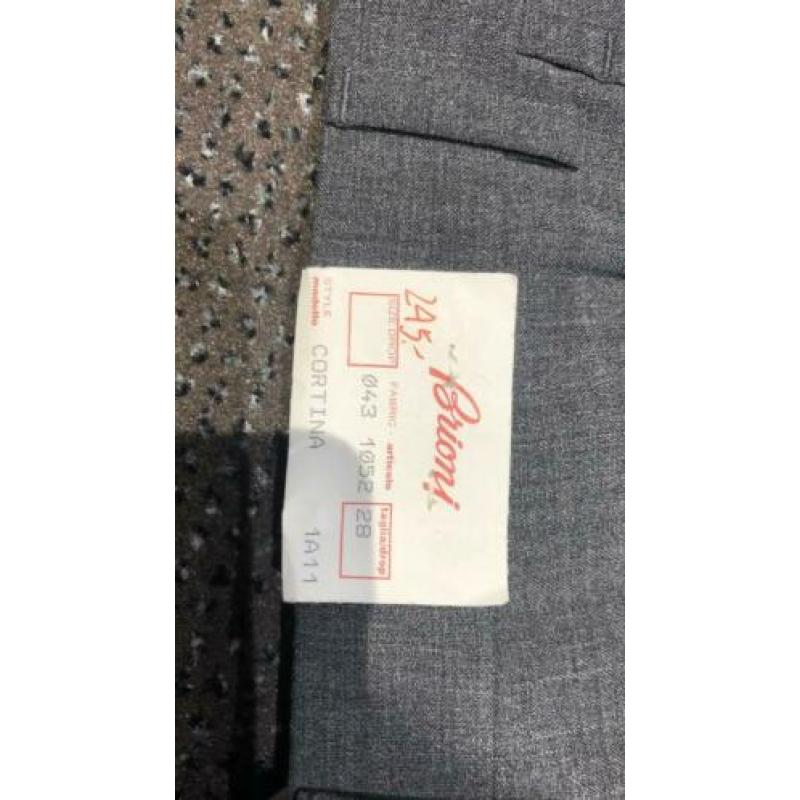 245,-
Brioni
SIZE DROP FABRIC - articolo taglia/drop
043 1052 28
STYLE
modello CORTINA 1A11